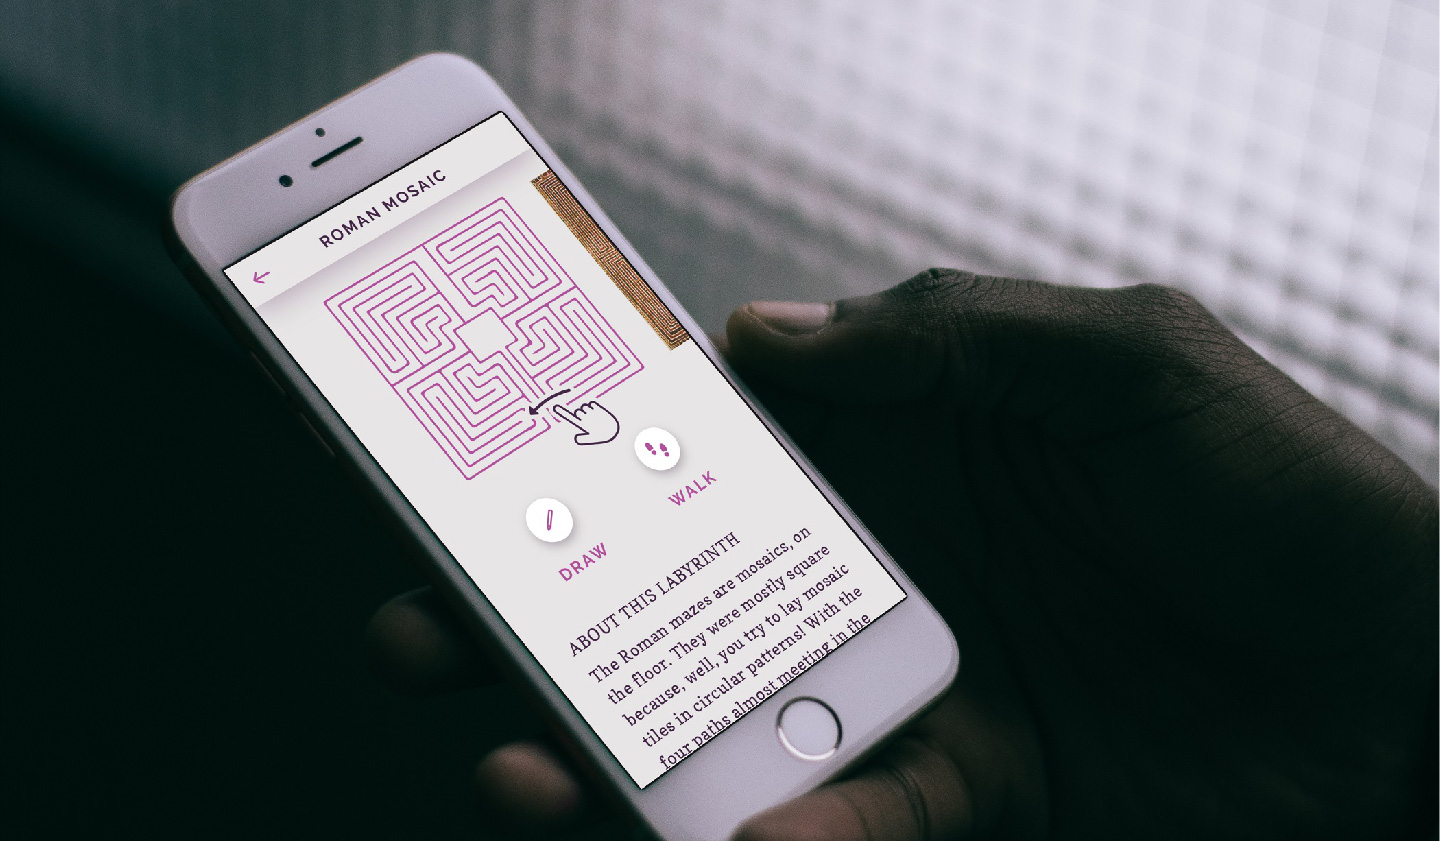 ROMAN MOSAIC
WALK
DRAW
ABOUT THIS LABYRINTH
The Roman mazes are mosaics, on
the floor. They were mostly square
because, well, you try to lay mosaic
tiles in circular patterns! With the
four paths almost meeting in the